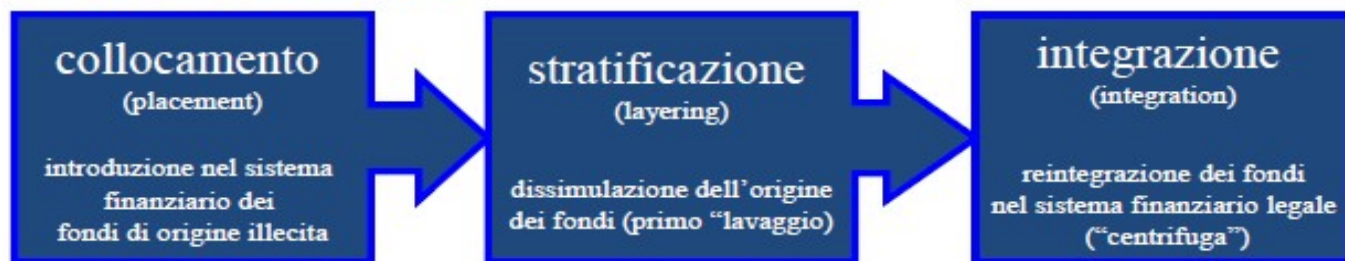 collocamento
(placement)
introduzione nel sistema
finanziario dei
fondi di origine illecita
stratificazione
(layering)
dissimulazione dell'origine
dei fondi (primo “lavaggio)
integrazione
(integration)
reintegrazione dei fondi
nel sistema finanziario legale
(“centrifuga”)